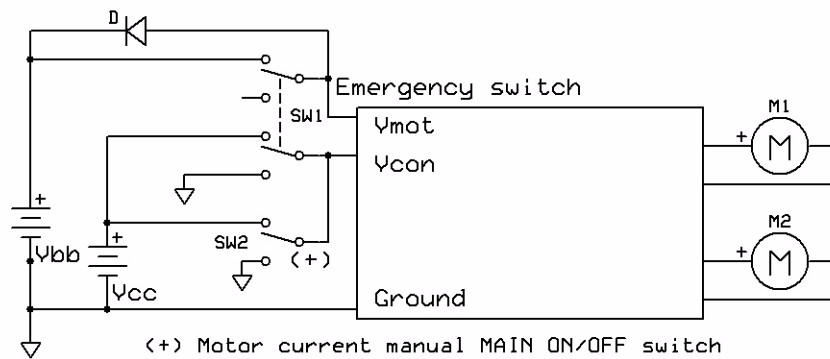 D
Emergency switch
M1
SW1
Vmot
+
M
Vcon
M2
+
+
SW2
+
M
Vbb
(+)
Vcc
Ground
(+) Motor current manual MAIN ON/OFF switch